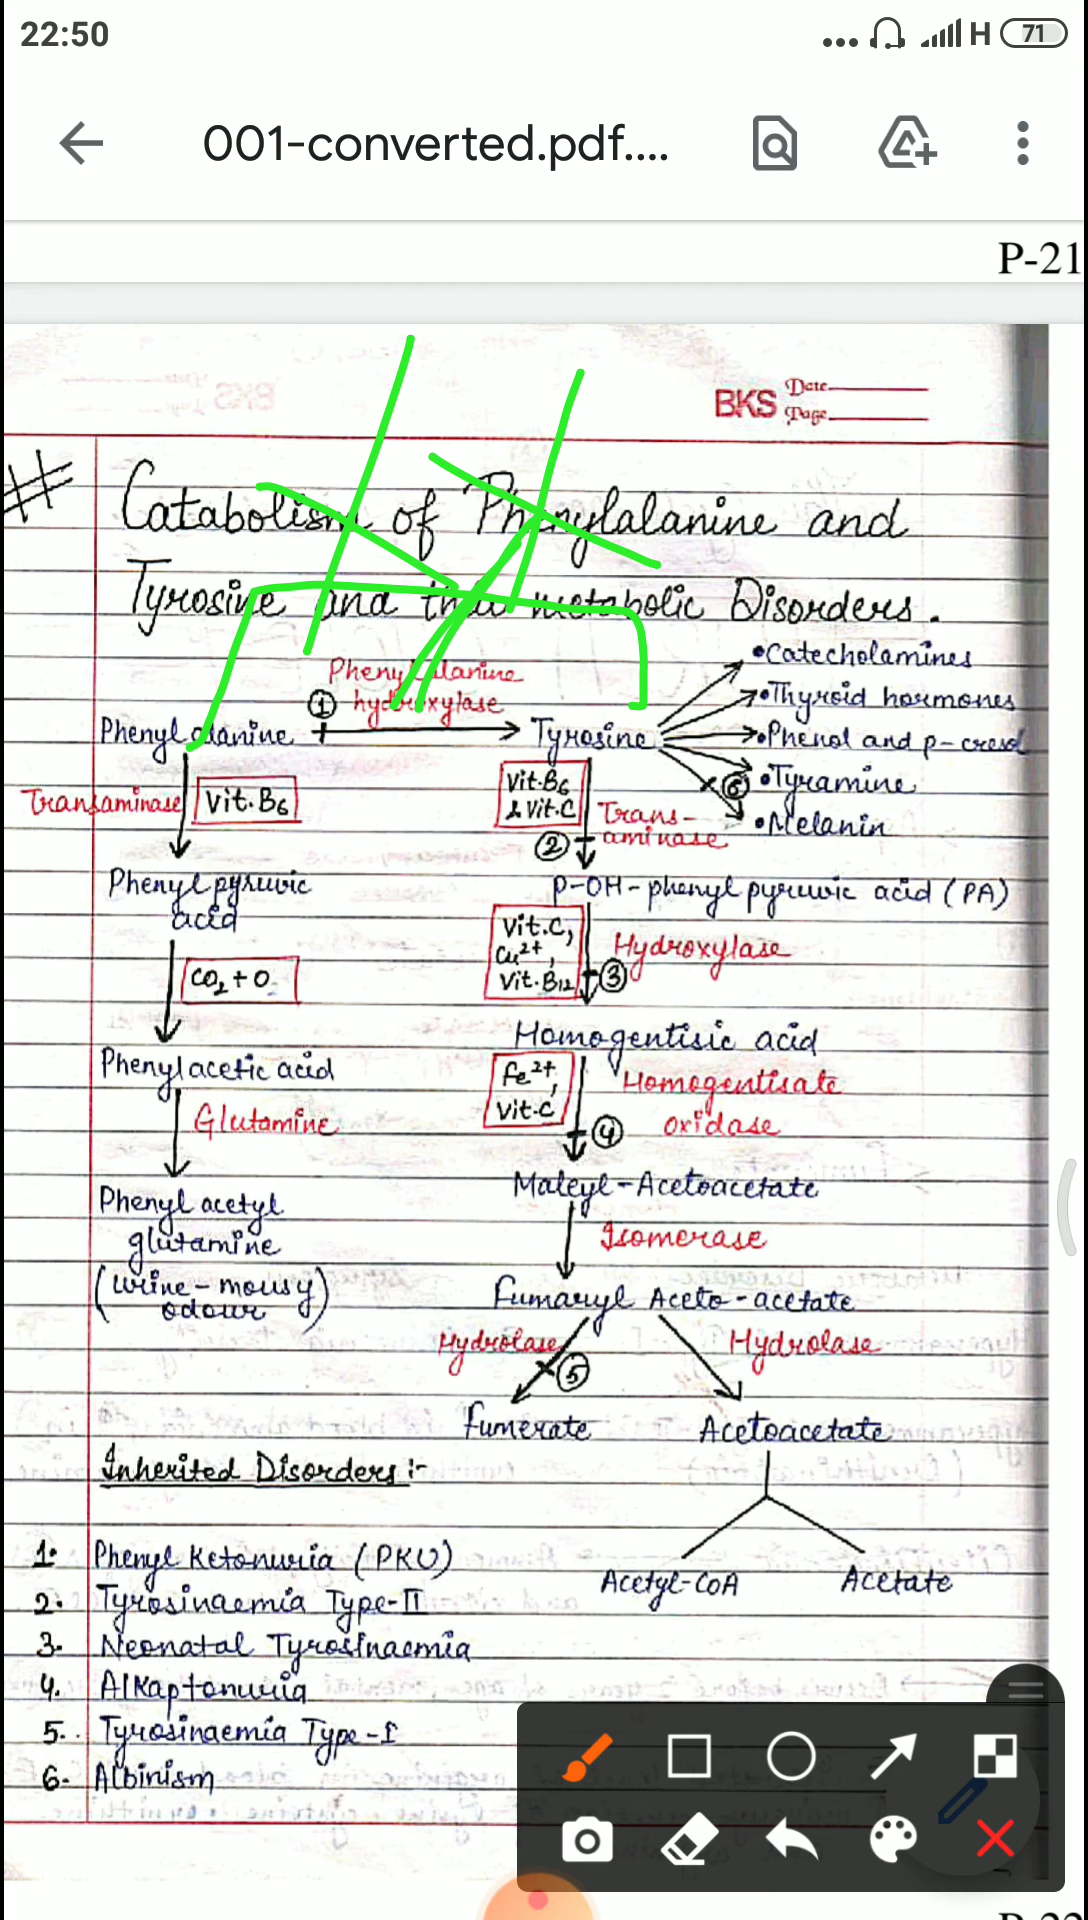 22:50
... H 71
001-converted.pdf....
P-21
BKS Date
Page
# Catabolism of Phenylalanine and
Tyrosine and their metabolic Disorders.
•Catecholamines
Phenylalanine
① hydroxylase
•Thyroid hormones
Phenylalanine → Tyrosine
•Phenol and p-cresol
⑥ •Tyramine
•Melanin
Transaminase Vit.B6
Vit.B6
& Vit.C
Trans-
aminase
②
Phenylpyruvic
acid
P-OH-phenyl pyruvic acid (PA)
Vit.C,
Cu2+,
Vit.B12
Hydroxylase
③
CO2+O
Homogentisic acid
Phenylacetic acid
Fe2+,
Vit.C
Homogentisate
oxidase
④
Glutamine
Maleyl-Acetoacetate
Phenyl acetyl
glutamine
(urine-mousy
odour)
Isomerase
Fumaryl Aceto-acetate
Hydrolase Hydrolase
⑤
Fumerate Acetoacetate
Inherited Disorders:-
Acetyl-CoA Acetate
1. Phenyl Ketonuria (PKU)
2. Tyrosinaemia Type-II
3. Neonatal Tyrosinaemia
4. Alkaptonuria
5. Tyrosinaemia Type-I
6- Albinism